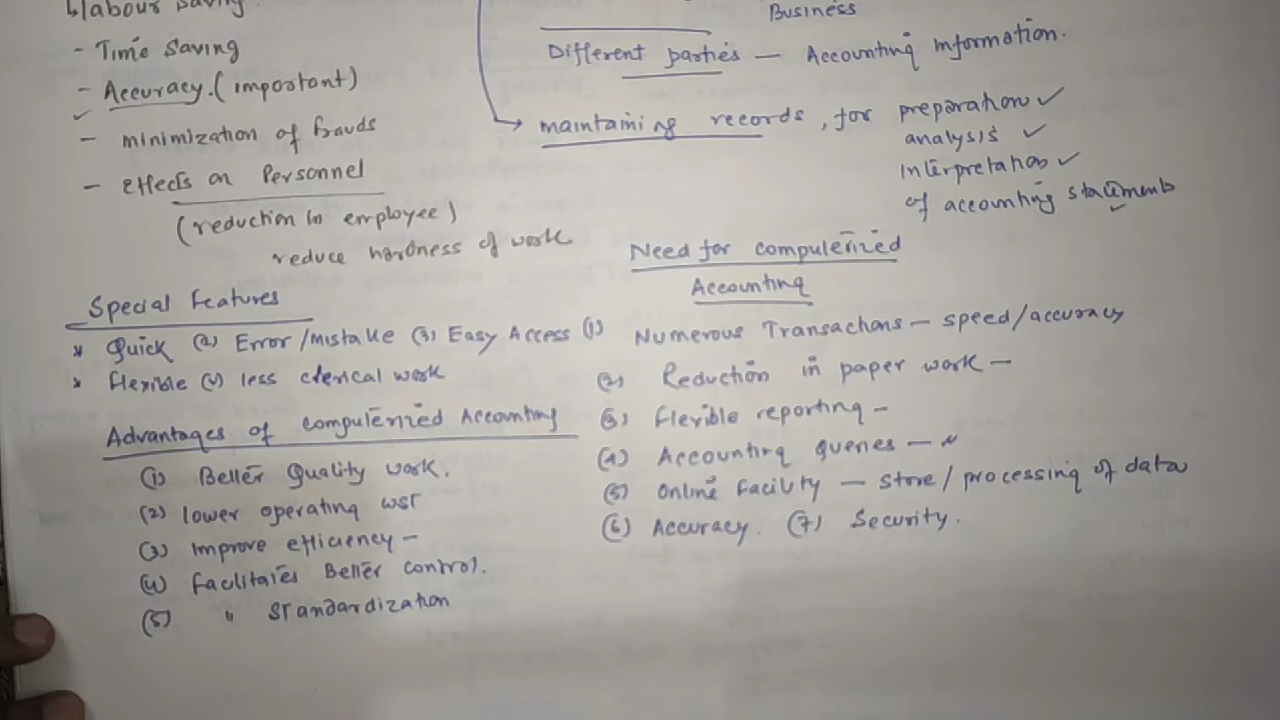 labour saving.
- Time saving
- Accuracy. (important)
- minimization of frauds
- Effects on Personnel
(reduction in employee)
reduce hardness of work
Special Features
* Quick (2) Error/mistake (3) Easy Access
* Flexible (4) less clerical work
Advantages of computerized Accounting
(1) Better Quality work.
(2) lower operating cost
(3) Improve efficiency -
(4) Facilitates Better control.
(5) " Standardization
Business
Different parties — Accounting information.
maintaining records, for preparation ✓
analysis ✓
Interpretation ✓
of accounting statements
Need for computerized
Accounting
(1) Numerous Transactions - speed/accuracy
(2) Reduction in paper work -
(3) Flexible reporting -
(4) Accounting queries - "
(5) Online Facility - store/processing of data
(6) Accuracy. (7) Security.